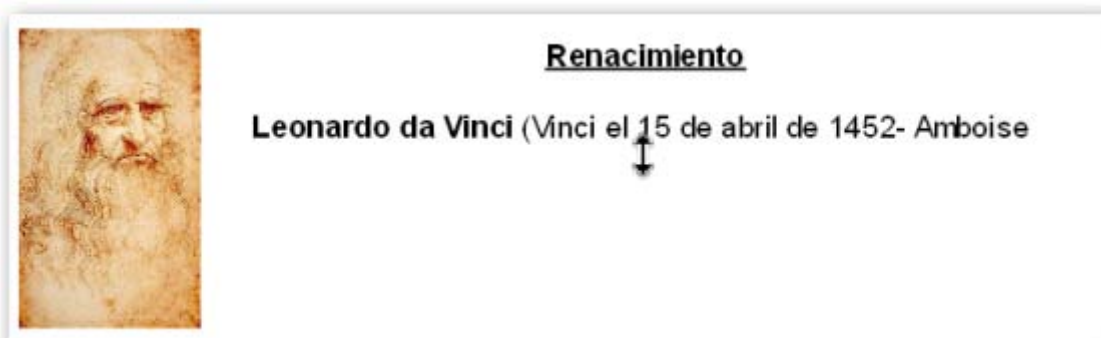 Renacimiento
Leonardo da Vinci (Vinci el 15 de abril de 1452- Amboise